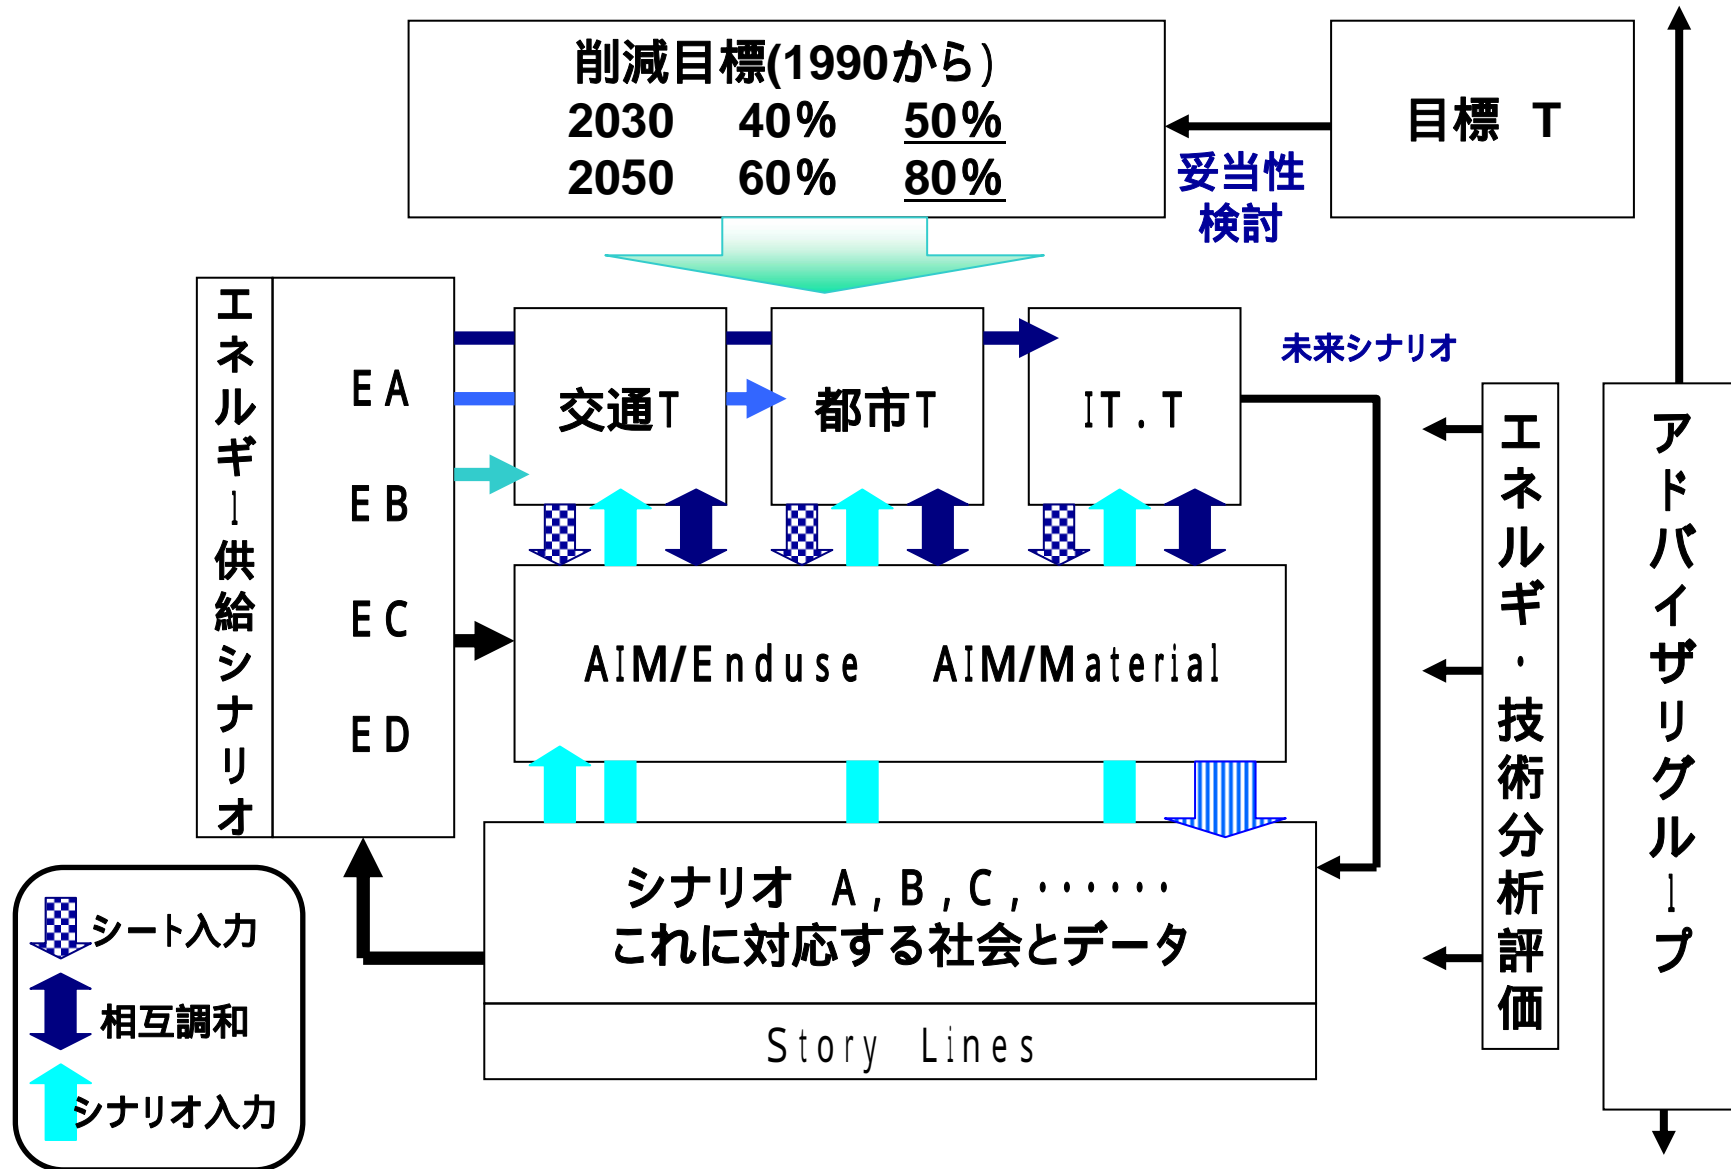 削減目標(1990から)
2030 40% 50%
2050 60% 80%
目標 T
妥当性
検討
エネルギー供給シナリオ
EA
EB
EC
ED
交通T
都市T
IT.T
未来シナリオ
AIM/Enduse AIM/Material
シナリオ A,B,C,・・・・・・
これに対応する社会とデータ
Story Lines
エネルギ・技術分析評価
アドバイザリグループ
シート入力
相互調和
シナリオ入力